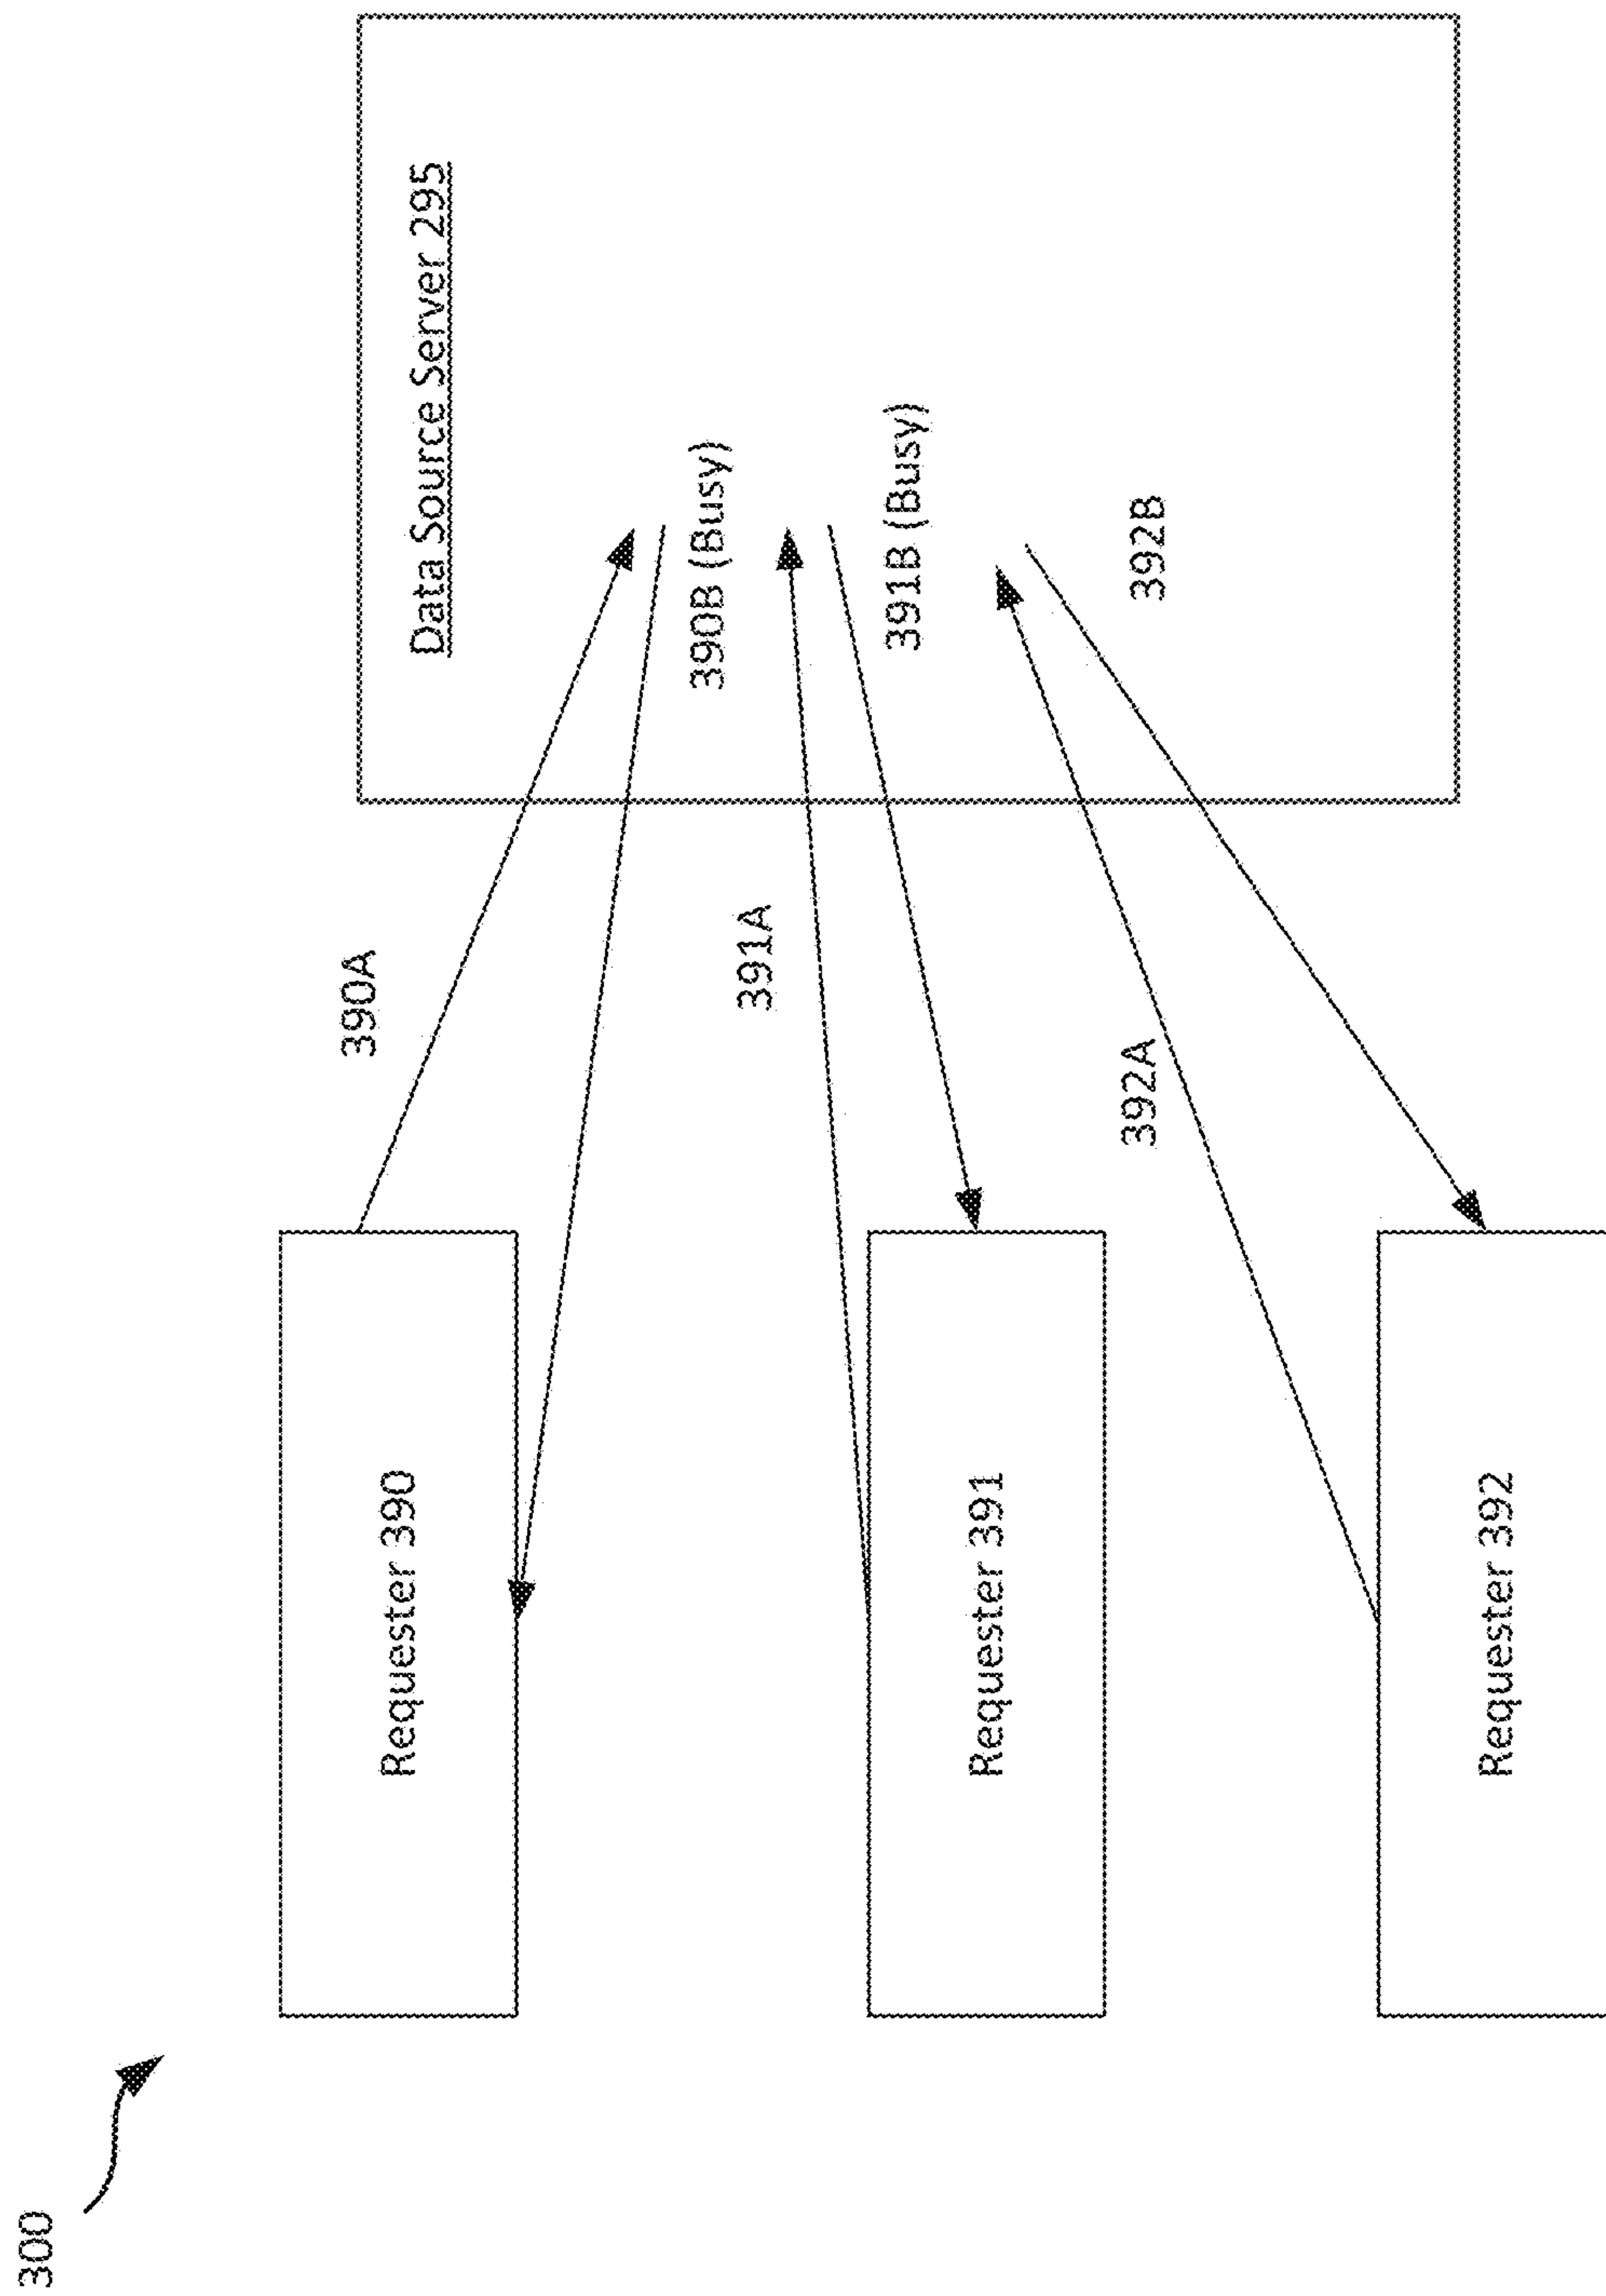 300
Data Source Server 295
Requester 390
390A
390B (Busy)
Requester 391
391A
391B (Busy)
Requester 392
392A
392B